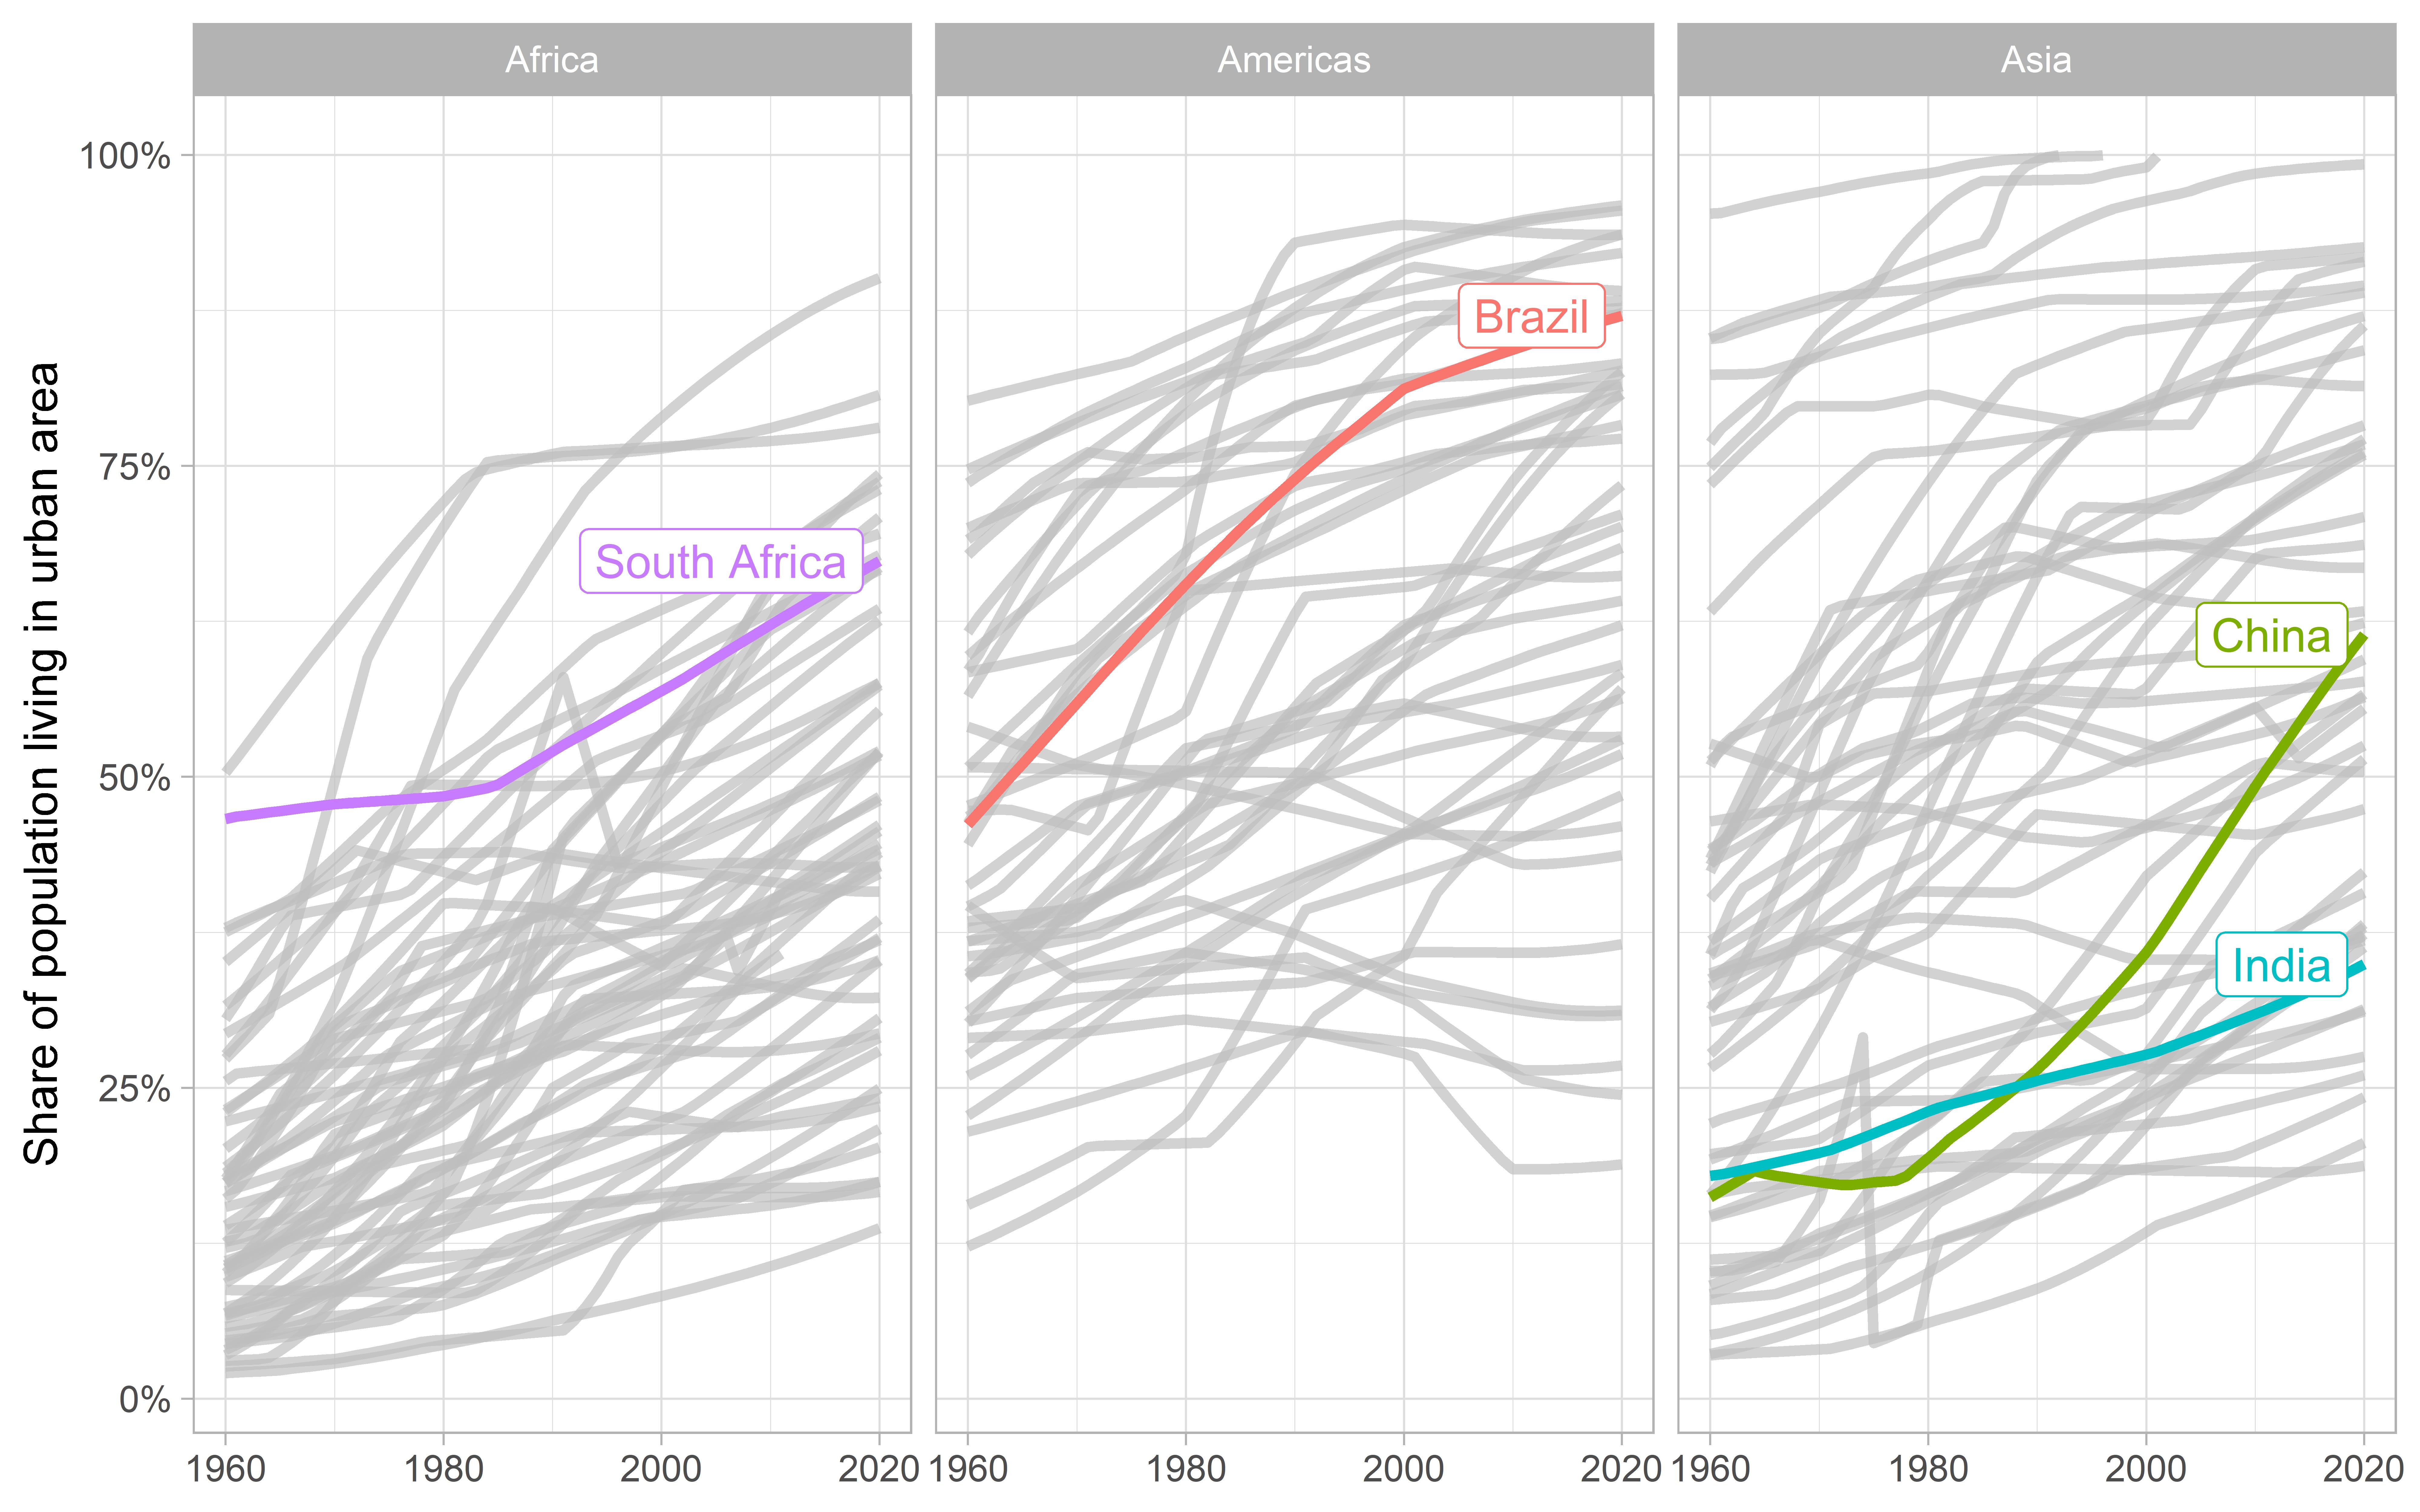 Africa
Americas
Asia
Share of population living in urban area
100%
75%
50%
25%
0%
South Africa
Brazil
China
India
1960 1980 2000 2020 1960 1980 2000 2020 1960 1980 2000 2020